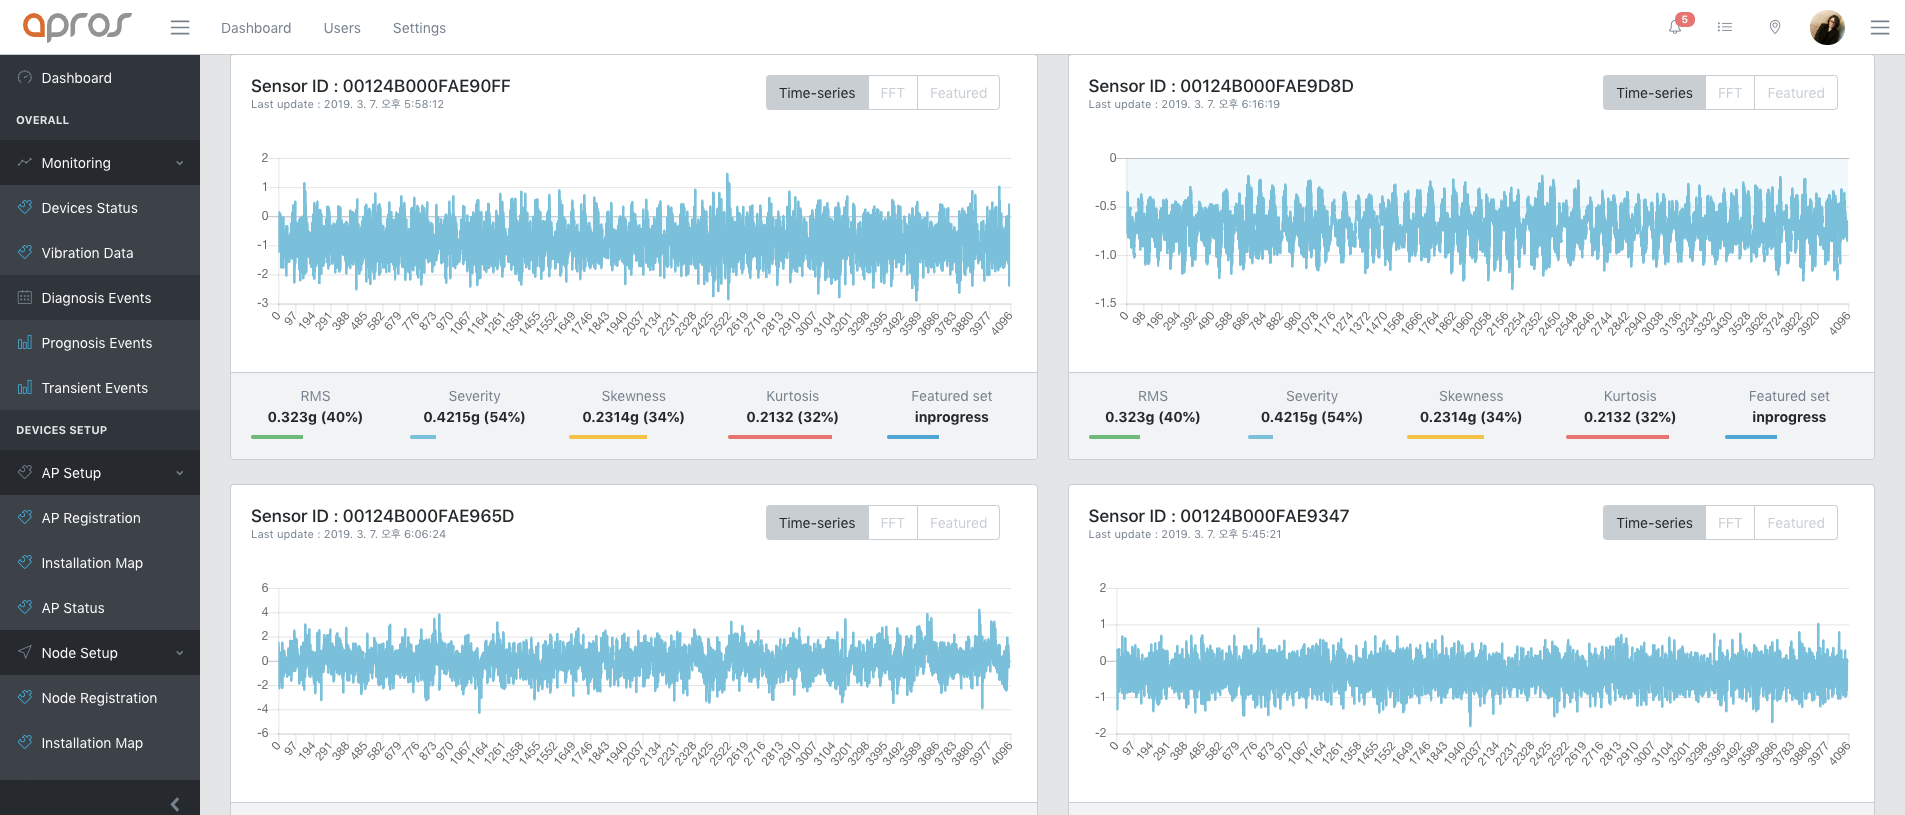 apros
Dashboard Users Settings
5
Dashboard
OVERALL
Monitoring
Devices Status
Vibration Data
Diagnosis Events
Prognosis Events
Transient Events
DEVICES SETUP
AP Setup
AP Registration
Installation Map
AP Status
Node Setup
Node Registration
Installation Map
Sensor ID : 00124B000FAE90FF
Last update : 2019. 3. 7. 오후 5:58:12
Time-series FFT Featured
2
1
0
-1
-2
-3
0 97 194 291 388 485 582 679 776 873 970 1067 1164 1261 1358 1455 1552 1649 1746 1843 1940 2037 2134 2231 2328 2425 2522 2619 2716 2813 2910 3007 3104 3201 3298 3395 3492 3589 3686 3783 3880 3977 4096
RMS Severity Skewness Kurtosis Featured set
0.323g (40%) 0.4215g (54%) 0.2314g (34%) 0.2132 (32%) inprogress
Sensor ID : 00124B000FAE9D8D
Last update : 2019. 3. 7. 오후 6:16:19
Time-series FFT Featured
0
-0.5
-1.0
-1.5
0 98 196 294 392 490 588 686 784 882 980 1078 1176 1274 1372 1470 1568 1666 1764 1862 1960 2058 2156 2254 2352 2450 2548 2646 2744 2842 2940 3038 3136 3234 3332 3430 3528 3626 3724 3822 3920 4096
RMS Severity Skewness Kurtosis Featured set
0.323g (40%) 0.4215g (54%) 0.2314g (34%) 0.2132 (32%) inprogress
Sensor ID : 00124B000FAE965D
Last update : 2019. 3. 7. 오후 6:06:24
Time-series FFT Featured
6
4
2
0
-2
-4
-6
0 97 194 291 388 485 582 679 776 873 970 1067 1164 1261 1358 1455 1552 1649 1746 1843 1940 2037 2134 2231 2328 2425 2522 2619 2716 2813 2910 3007 3104 3201 3298 3395 3492 3589 3686 3783 3880 3977 4096
Sensor ID : 00124B000FAE9347
Last update : 2019. 3. 7. 오후 5:45:21
Time-series FFT Featured
2
1
0
-1
-2
0 97 194 291 388 485 582 679 776 873 970 1067 1164 1261 1358 1455 1552 1649 1746 1843 1940 2037 2134 2231 2328 2425 2522 2619 2716 2813 2910 3007 3104 3201 3298 3395 3492 3589 3686 3783 3880 3977 4096